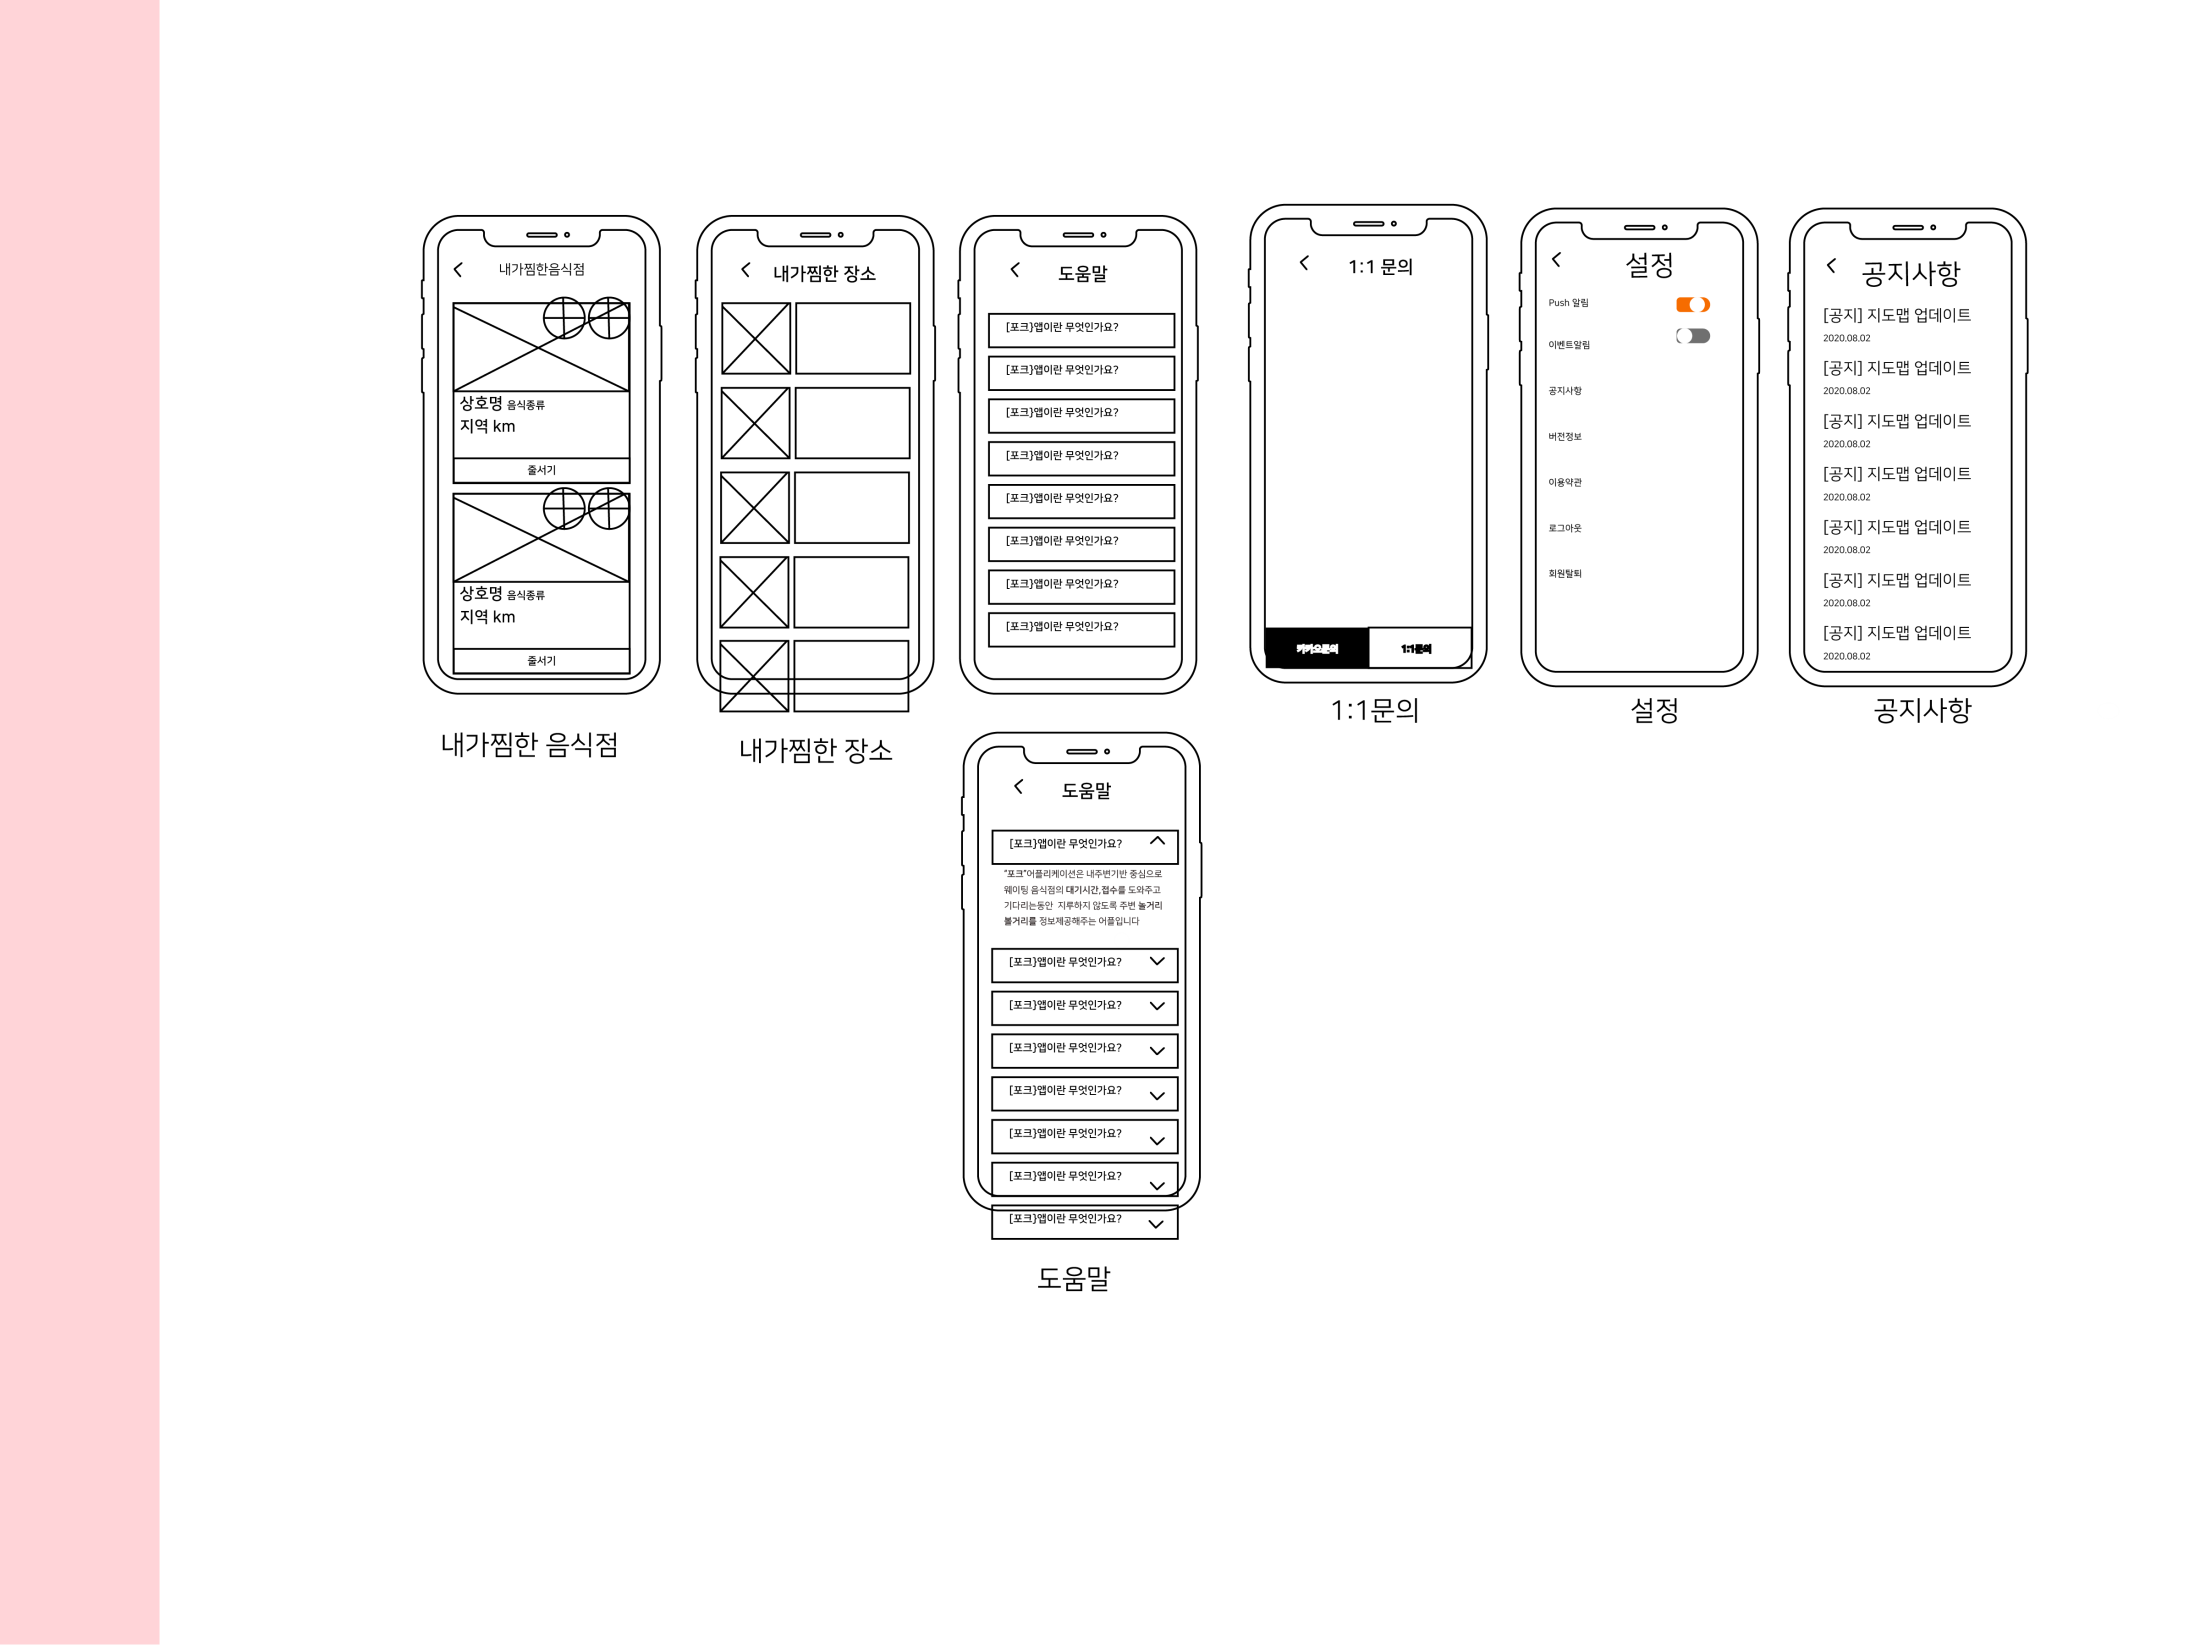 내가찜한음식점
상호명 음식종류
지역 km
줄서기
상호명 음식종류
지역 km
줄서기
내가찜한 음식점
내가찜한 장소
내가찜한 장소
도움말
[포크}앱이란 무엇인가요?
[포크}앱이란 무엇인가요?
[포크}앱이란 무엇인가요?
[포크}앱이란 무엇인가요?
[포크}앱이란 무엇인가요?
[포크}앱이란 무엇인가요?
[포크}앱이란 무엇인가요?
[포크}앱이란 무엇인가요?
1:1 문의
카카오문의 1:1문의
1:1문의
설정
Push 알림
이벤트알림
공지사항
버전정보
이용약관
로그아웃
회원탈퇴
설정
공지사항
[공지] 지도맵 업데이트
2020.08.02
[공지] 지도맵 업데이트
2020.08.02
[공지] 지도맵 업데이트
2020.08.02
[공지] 지도맵 업데이트
2020.08.02
[공지] 지도맵 업데이트
2020.08.02
[공지] 지도맵 업데이트
2020.08.02
[공지] 지도맵 업데이트
2020.08.02
공지사항
도움말
[포크}앱이란 무엇인가요?
“포크”어플리케이션은 내주변기반 중심으로
웨이팅 음식점의 대기시간,접수를 도와주고
기다리는동안 지루하지 않도록 주변 놀거리
볼거리를 정보제공해주는 어플입니다
[포크}앱이란 무엇인가요?
[포크}앱이란 무엇인가요?
[포크}앱이란 무엇인가요?
[포크}앱이란 무엇인가요?
[포크}앱이란 무엇인가요?
[포크}앱이란 무엇인가요?
[포크}앱이란 무엇인가요?
도움말